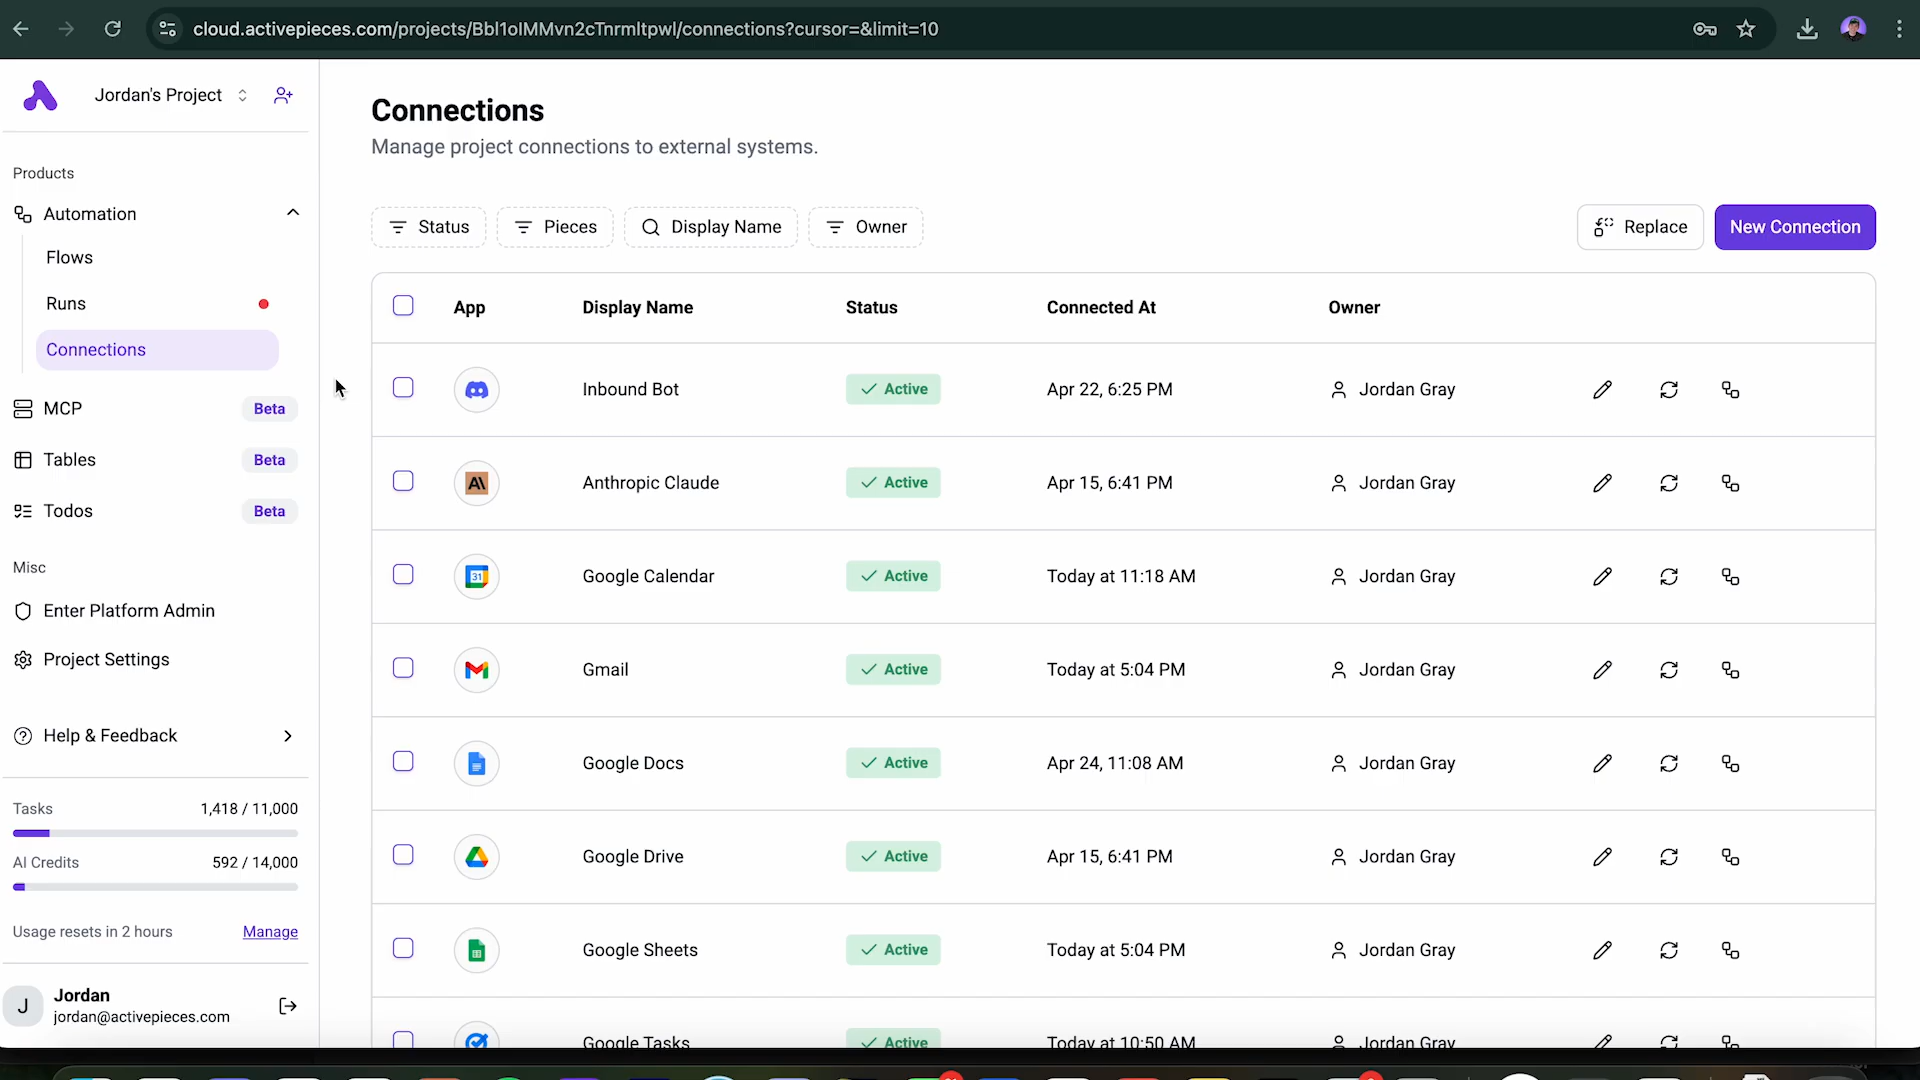 cloud.activepieces.com/projects/Bbl1oIMMvn2cTnrmltpwl/connections?cursor=&limit=10
Jordan's Project
Products
Automation
Flows
Runs
Connections
MCP Beta
Tables Beta
Todos Beta
Misc
Enter Platform Admin
Project Settings
Help & Feedback
Tasks 1,418 / 11,000
AI Credits 592 / 14,000
Usage resets in 2 hours Manage
J
Jordan
jordan@activepieces.com
Connections
Manage project connections to external systems.
Status Pieces Display Name Owner Replace New Connection
App Display Name Status Connected At Owner
Inbound Bot Active Apr 22, 6:25 PM Jordan Gray
Anthropic Claude Active Apr 15, 6:41 PM Jordan Gray
31 Google Calendar Active Today at 11:18 AM Jordan Gray
Gmail Active Today at 5:04 PM Jordan Gray
Google Docs Active Apr 24, 11:08 AM Jordan Gray
Google Drive Active Apr 15, 6:41 PM Jordan Gray
Google Sheets Active Today at 5:04 PM Jordan Gray
Google Tasks Active Today at 10:50 AM Jordan Gray